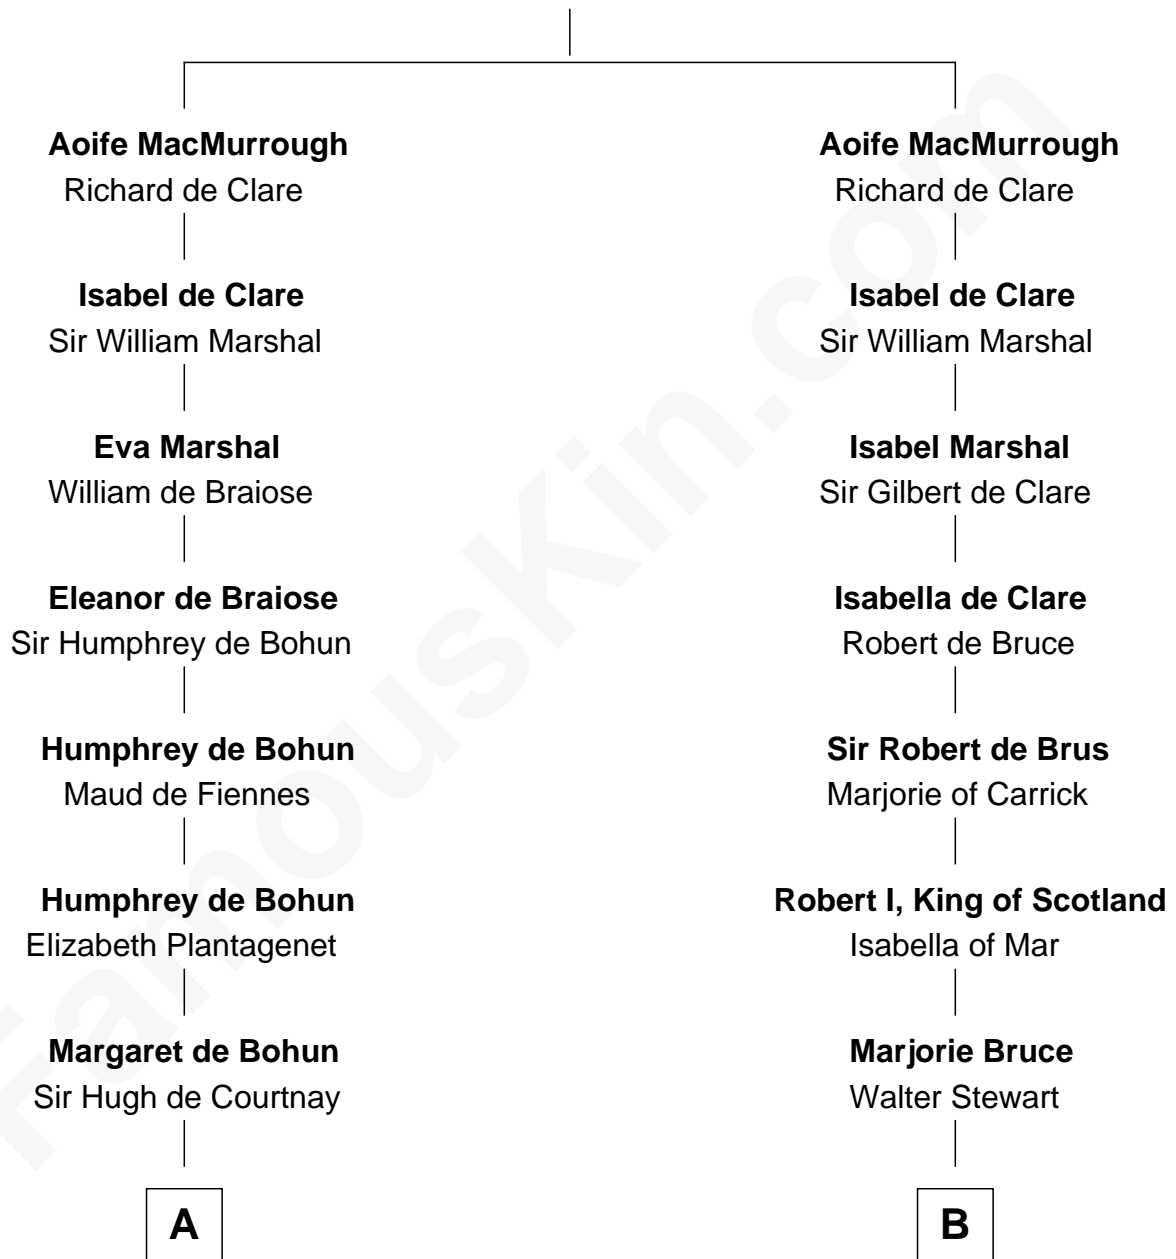 Aoife MacMurrough
Richard de Clare
Isabel de Clare
Sir William Marshal
Eva Marshal
William de Braiose
Eleanor de Braiose
Sir Humphrey de Bohun
Humphrey de Bohun
Maud de Fiennes
Humphrey de Bohun
Elizabeth Plantagenet
Margaret de Bohun
Sir Hugh de Courtnay
A
Aoife MacMurrough
Richard de Clare
Isabel de Clare
Sir William Marshal
Isabel Marshal
Sir Gilbert de Clare
Isabella de Clare
Robert de Bruce
Sir Robert de Brus
Marjorie of Carrick
Robert I, King of Scotland
Isabella of Mar
Marjorie Bruce
Walter Stewart
B
FamousKin.com